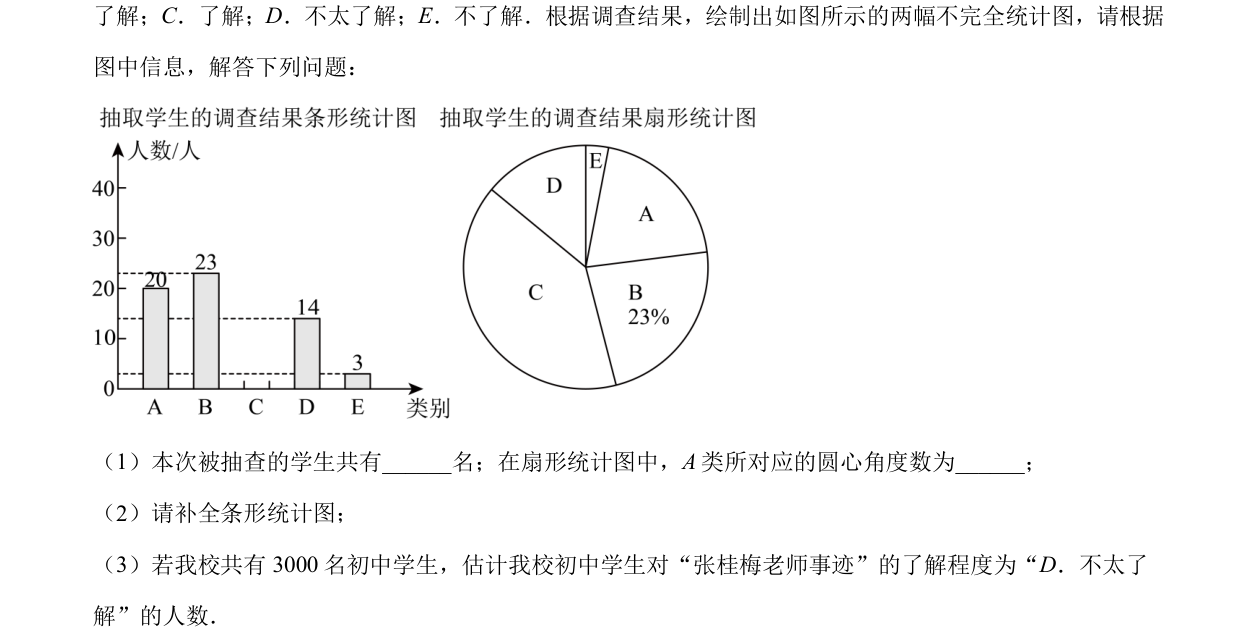 了解；C．了解；D．不太了解；E．不了解．根据调查结果，绘制出如图所示的两幅不完全统计图，请根据
图中信息，解答下列问题：
抽取学生的调查结果条形统计图 抽取学生的调查结果扇形统计图
人数/人
40
30
20
10
0
20
23
14
3
A B C D E 类别
E
D
A
C
B
23%
（1）本次被抽查的学生共有______名；在扇形统计图中，A类所对应的圆心角度数为______；
（2）请补全条形统计图；
（3）若我校共有 3000 名初中学生，估计我校初中学生对“张桂梅老师事迹”的了解程度为“D．不太了
解”的人数．